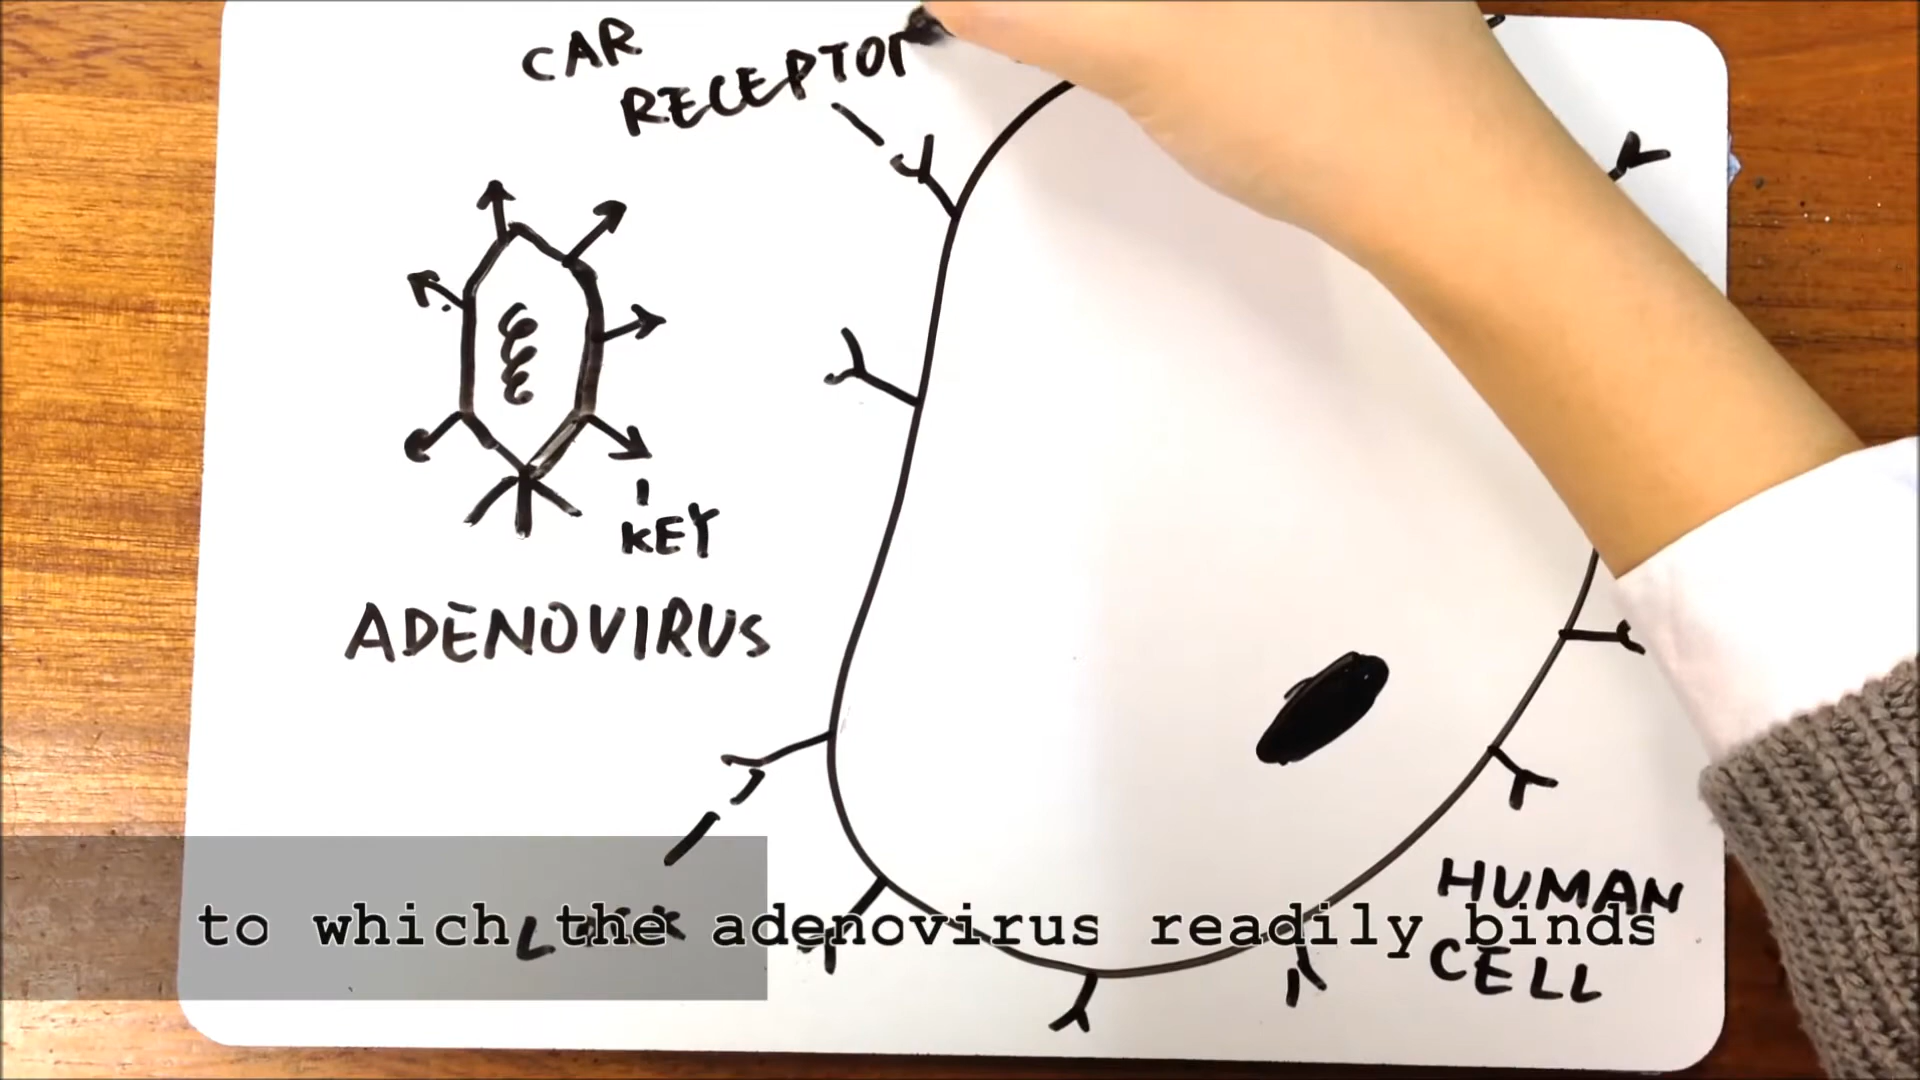 CAR
RECEPTOR
KEY
ADENOVIRUS
to which the adenovirus readily binds
HUMAN
CELL